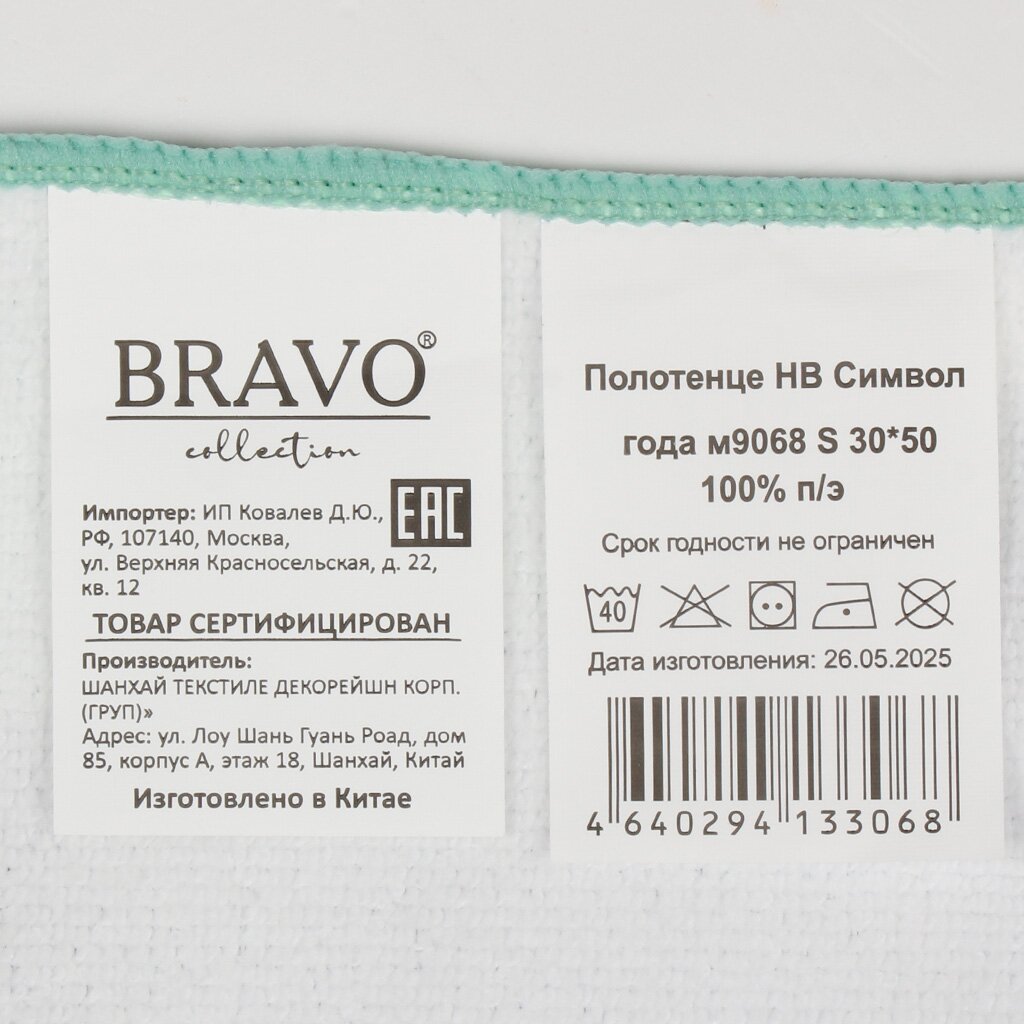 BRAVO®
collection
Импортер: ИП Ковалев Д.Ю.,
РФ, 107140, Москва,
ул. Верхняя Красносельская, д. 22,
кв. 12
EAC
ТОВАР СЕРТИФИЦИРОВАН
Производитель:
ШАНХАЙ ТЕКСТИЛЕ ДЕКОРЕЙШН КОРП.
(ГРУП)»
Адрес: ул. Лоу Шань Гуань Роад, дом
85, корпус А, этаж 18, Шанхай, Китай
Изготовлено в Китае
Полотенце НВ Символ
года м9068 S 30*50
100% п/э
Срок годности не ограничен
40
Дата изготовления: 26.05.2025
4 640294 133068